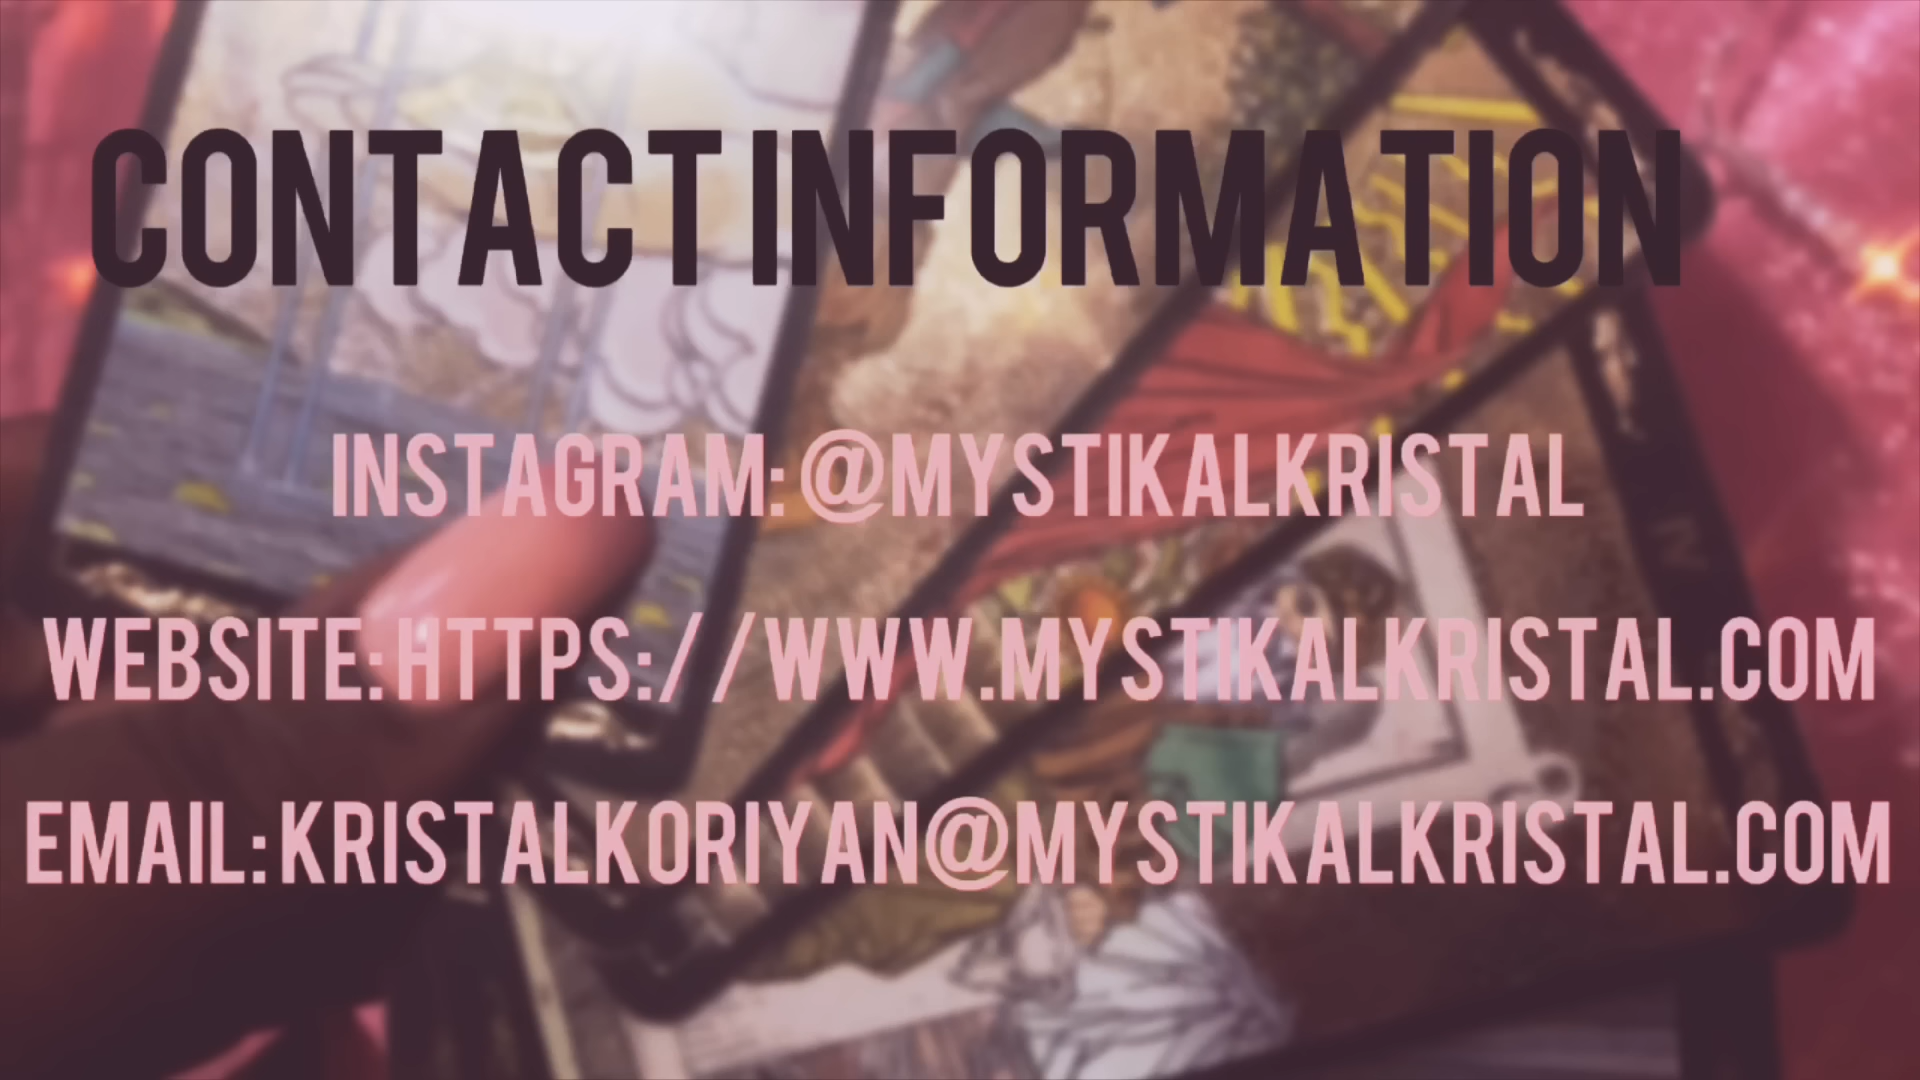 CONTACT INFORMATION
INSTAGRAM: @MYSTIKALKRISTAL
WEBSITE: HTTPS://WWW.MYSTIKALKRISTAL.COM
EMAIL: KRISTALKORIYAN@MYSTIKALKRISTAL.COM